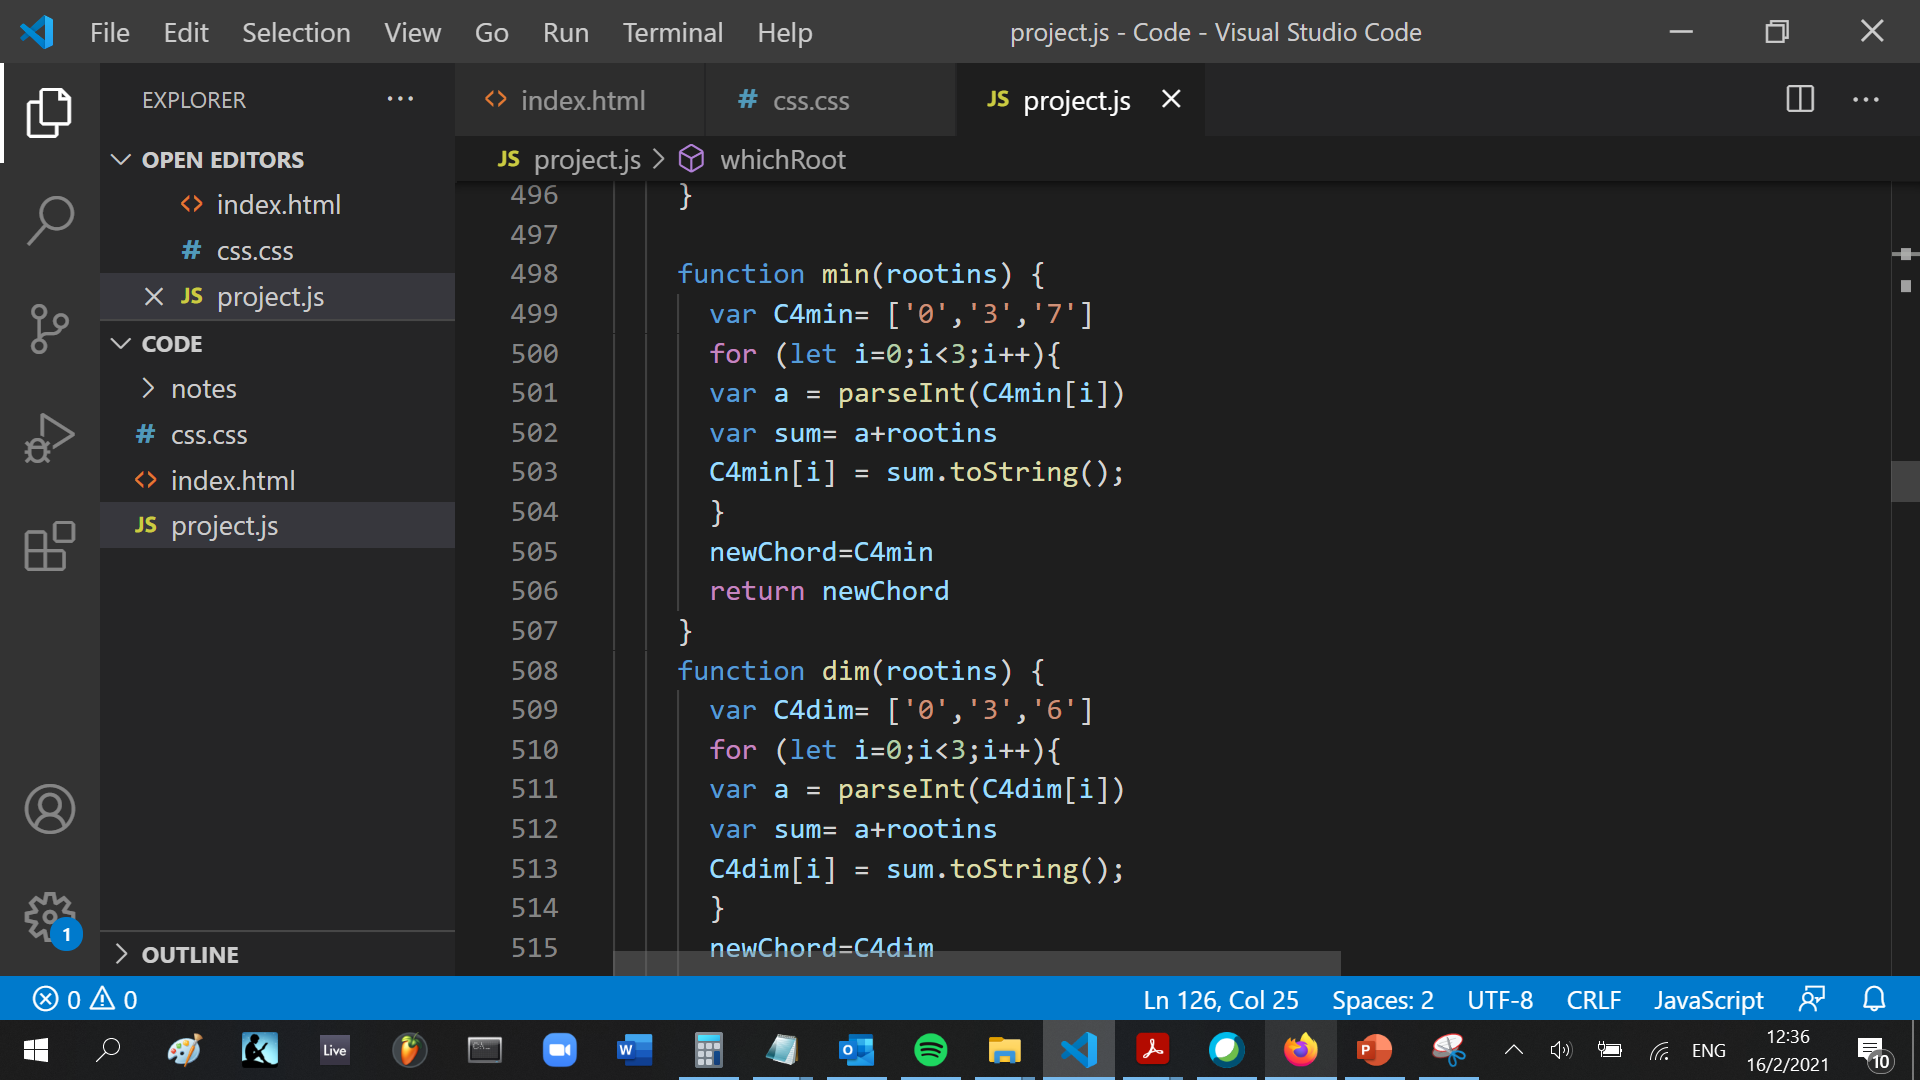 File Edit Selection View Go Run Terminal Help project.js - Code - Visual Studio Code
EXPLORER
OPEN EDITORS
index.html
# css.css
JS project.js
CODE
notes
# css.css
index.html
JS project.js
OUTLINE
index.html # css.css JS project.js
JS project.js > whichRoot
496 }
497
498 function min(rootins) {
499 var C4min= ['0','3','7']
500 for (let i=0;i<3;i++){
501 var a = parseInt(C4min[i])
502 var sum= a+rootins
503 C4min[i] = sum.toString();
504 }
505 newChord=C4min
506 return newChord
507 }
508 function dim(rootins) {
509 var C4dim= ['0','3','6']
510 for (let i=0;i<3;i++){
511 var a = parseInt(C4dim[i])
512 var sum= a+rootins
513 C4dim[i] = sum.toString();
514 }
515 newChord=C4dim
1
0 0 Ln 126, Col 25 Spaces: 2 UTF-8 CRLF JavaScript
Live W O P ENG 12:36
16/2/2021
10